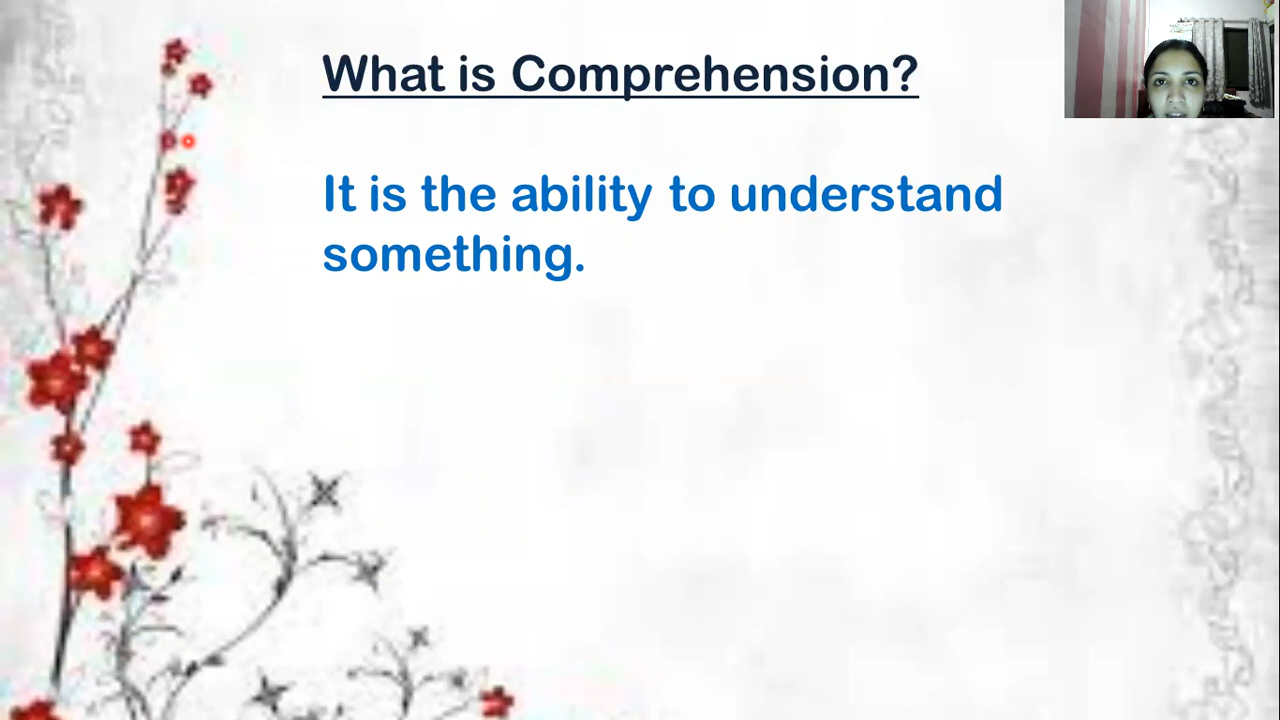 What is Comprehension?
It is the ability to understand
something.